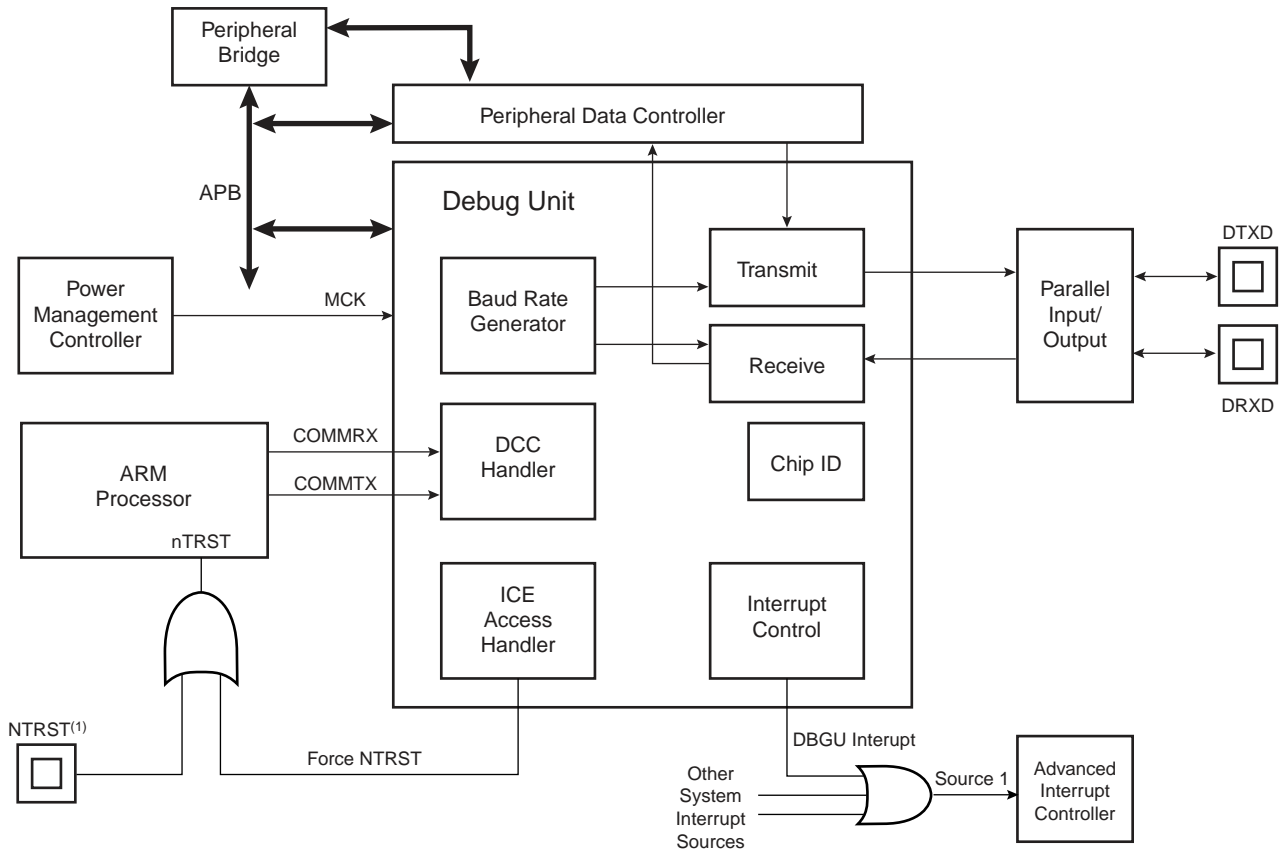 Peripheral
Bridge
Peripheral Data Controller
APB
Debug Unit
DTXD
Transmit
Power
Management
Controller
MCK
Baud Rate
Generator
Parallel
Input/
Output
Receive
DRXD
ARM
Processor
COMMRX
COMMTX
DCC
Handler
Chip ID
nTRST
ICE
Access
Handler
Interrupt
Control
NTRST(1)
Force NTRST
DBGU Interupt
Other
System
Interrupt
Sources
Source 1
Advanced
Interrupt
Controller